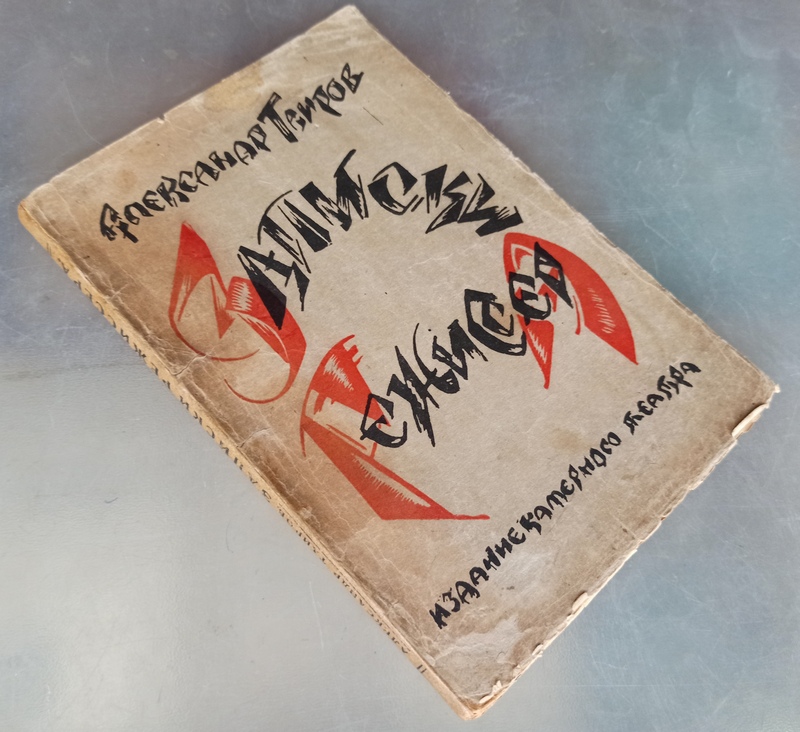 Александр Таиров
Записки
Режиссера
издание камерного театра